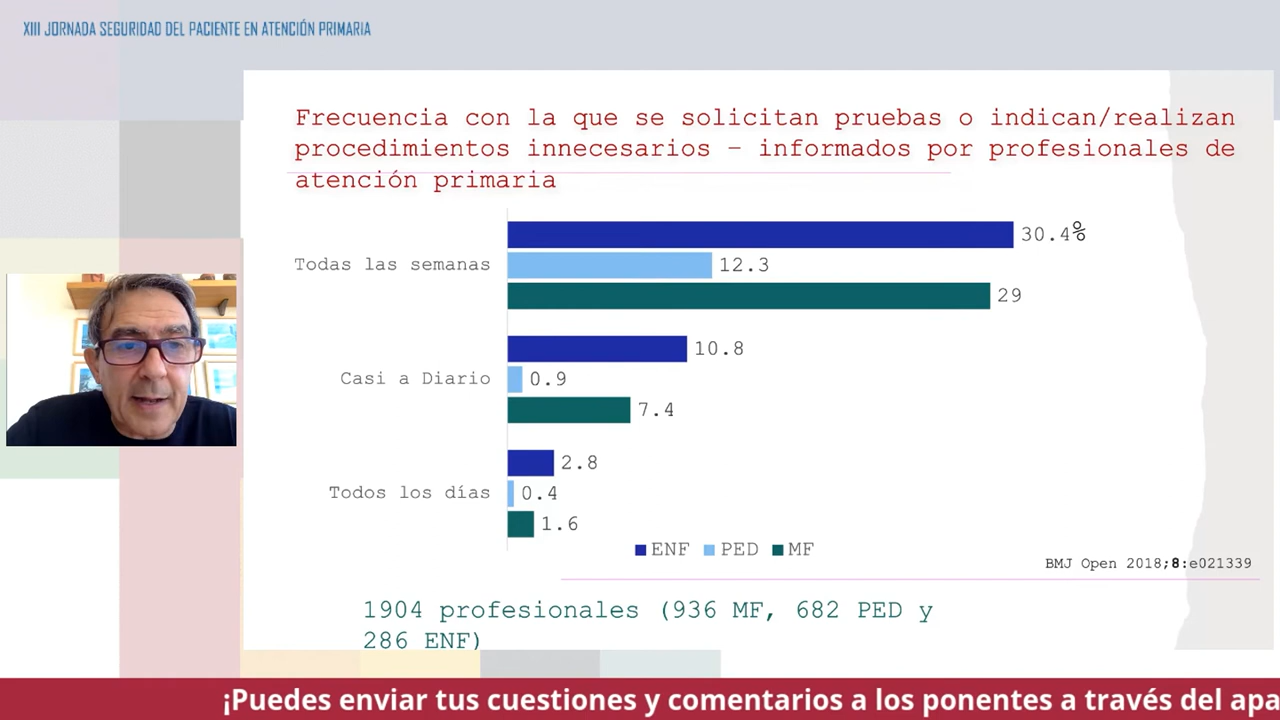 XIII JORNADA SEGURIDAD DEL PACIENTE EN ATENCIÓN PRIMARIA
Frecuencia con la que se solicitan pruebas o indican/realizan
procedimientos innecesarios – informados por profesionales de
atención primaria
Todas las semanas
30.4%
12.3
29
Casi a Diario
10.8
0.9
7.4
Todos los días
2.8
0.4
1.6
ENF PED MF
BMJ Open 2018;8:e021339
1904 profesionales (936 MF, 682 PED y
286 ENF)
¡Puedes enviar tus cuestiones y comentarios a los ponentes a través del apa